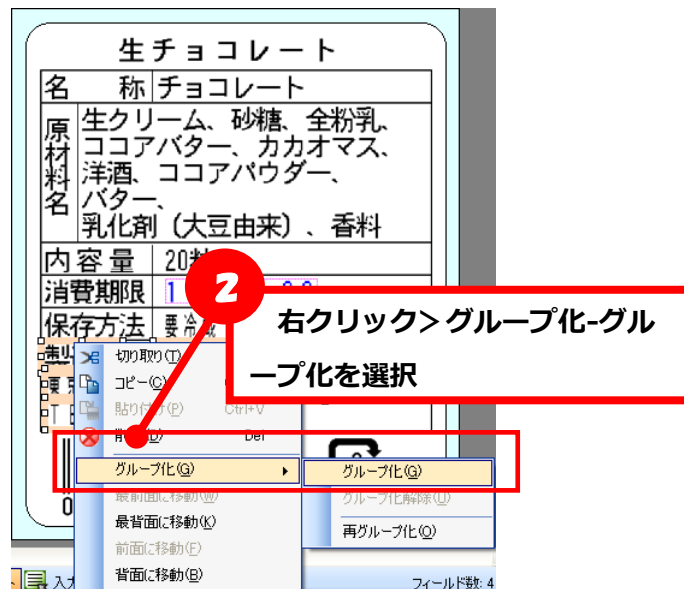 生チョコレート
名 称 チョコレート
原材料名
生クリーム、砂糖、全粉乳、
ココアバター、カカオマス、
洋酒、ココアパウダー、
バター、
乳化剤（大豆由来）、香料
内容量 20
消費期限 1
保存方法 要冷蔵
2
右クリック＞グループ化-グル
ープ化を選択
切り取り(T)
コピー(C)
貼り付け(P) Ctrl+V
Del
グループ化(G)
グループ化(G)
最前面に移動(W)
グループ化解除(U)
最背面に移動(K)
再グループ化(O)
前面に移動(F)
背面に移動(B)
フィールド数: 4